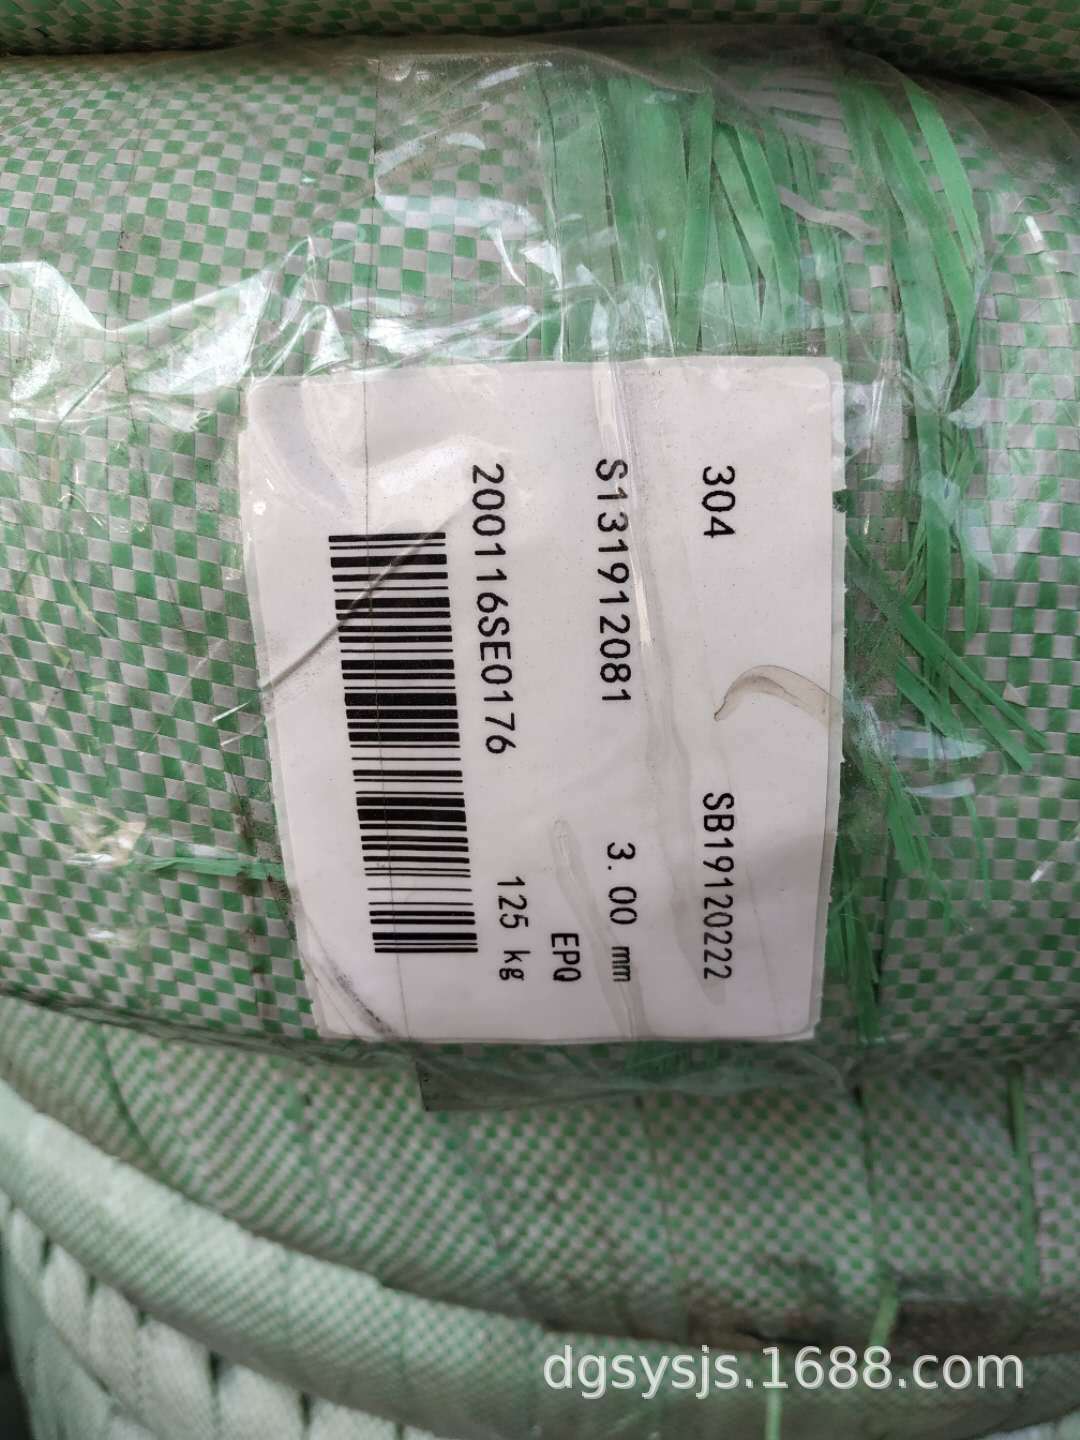 304 SB19120222
S131912081 3.00 mm
EPQ
200116SE0176 125 kg
dgsysjs.1688.com